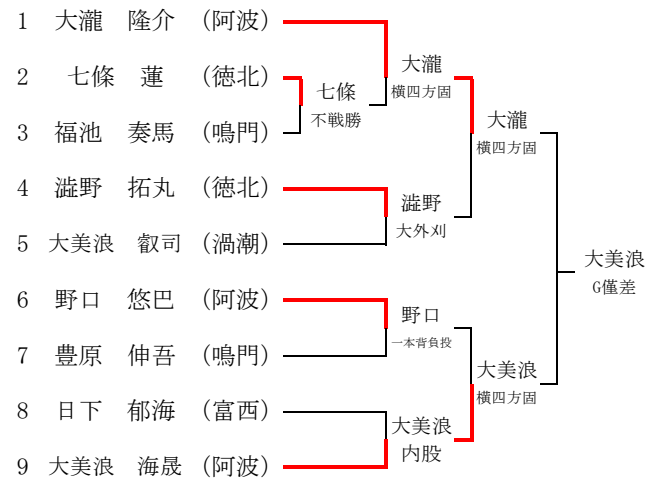 1 大瀧 隆介 (阿波)
2 七條 蓮 (徳北)
3 福池 奏馬 (鳴門)
4 澁野 拓丸 (徳北)
5 大美浪 叡司 (渦潮)
6 野口 悠巴 (阿波)
7 豊原 伸吾 (鳴門)
8 日下 郁海 (富西)
9 大美浪 海晟 (阿波)
七條
不戦勝
大瀧
横四方固
澁野
大外刈
野口
一本背負投
大美浪
内股
大瀧
横四方固
大美浪
横四方固
大美浪
G僅差